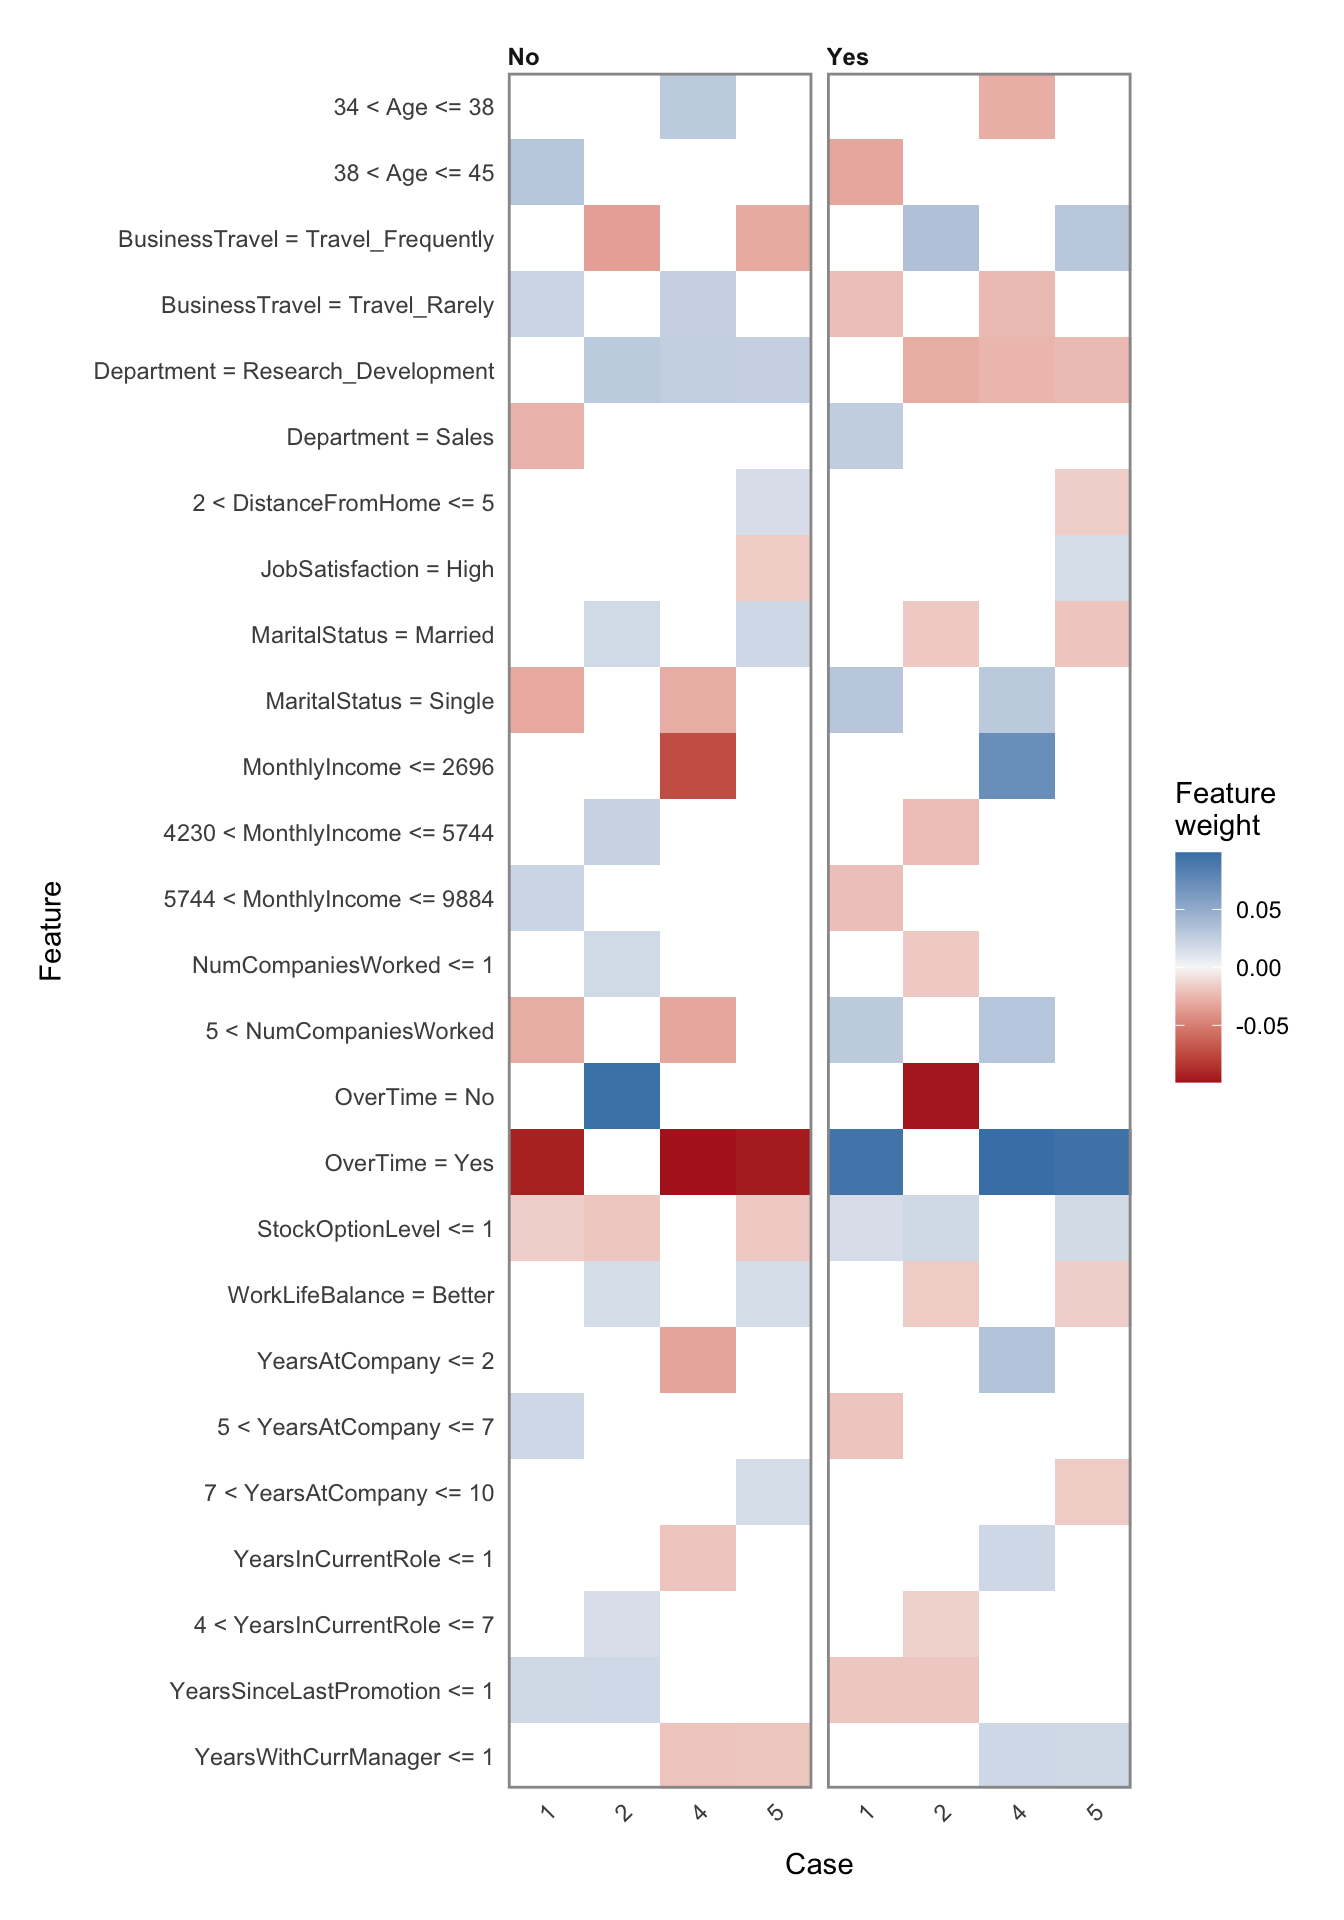 No Yes
34 < Age <= 38
38 < Age <= 45
BusinessTravel = Travel_Frequently
BusinessTravel = Travel_Rarely
Department = Research_Development
Department = Sales
2 < DistanceFromHome <= 5
JobSatisfaction = High
MaritalStatus = Married
MaritalStatus = Single
MonthlyIncome <= 2696
4230 < MonthlyIncome <= 5744
5744 < MonthlyIncome <= 9884
NumCompaniesWorked <= 1
5 < NumCompaniesWorked
OverTime = No
OverTime = Yes
StockOptionLevel <= 1
WorkLifeBalance = Better
YearsAtCompany <= 2
5 < YearsAtCompany <= 7
7 < YearsAtCompany <= 10
YearsInCurrentRole <= 1
4 < YearsInCurrentRole <= 7
YearsSinceLastPromotion <= 1
YearsWithCurrManager <= 1
Feature
1 2 4 5 1 2 4 5
Case
Feature
weight
0.05
0.00
-0.05